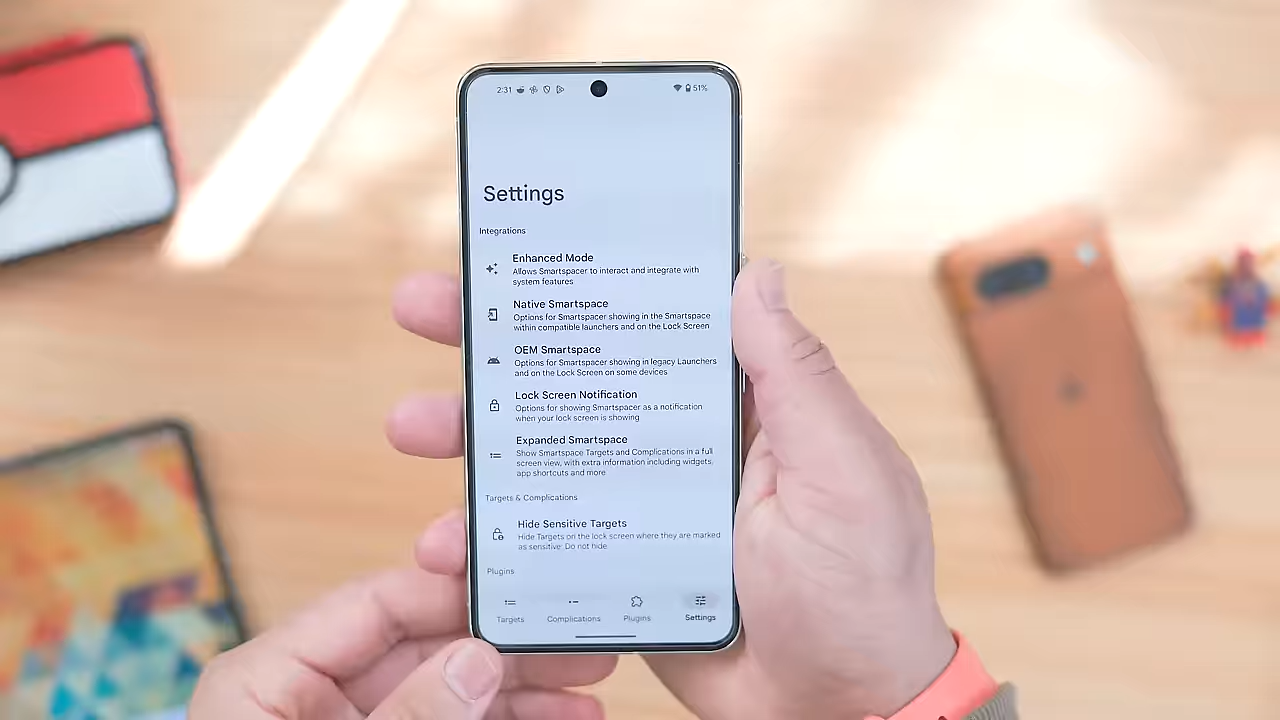 2:31
51%
Settings
Integrations
Enhanced Mode
Allows Smartspacer to interact and integrate with
system features
Native Smartspace
Options for Smartspacer showing in the Smartspace
within compatible launchers and on the Lock Screen
OEM Smartspace
Options for Smartspacer showing in legacy Launchers
and on the Lock Screen on some devices
Lock Screen Notification
Options for showing Smartspacer as a notification
when your lock screen is showing
Expanded Smartspace
Show Smartspace Targets and Complications in a full
screen view, with extra information including widgets,
app shortcuts and more
Targets & Complications
Hide Sensitive Targets
Hide Targets on the lock screen where they are marked
as sensitive: Do not hide.
Plugins
Targets
Complications
Plugins
Settings